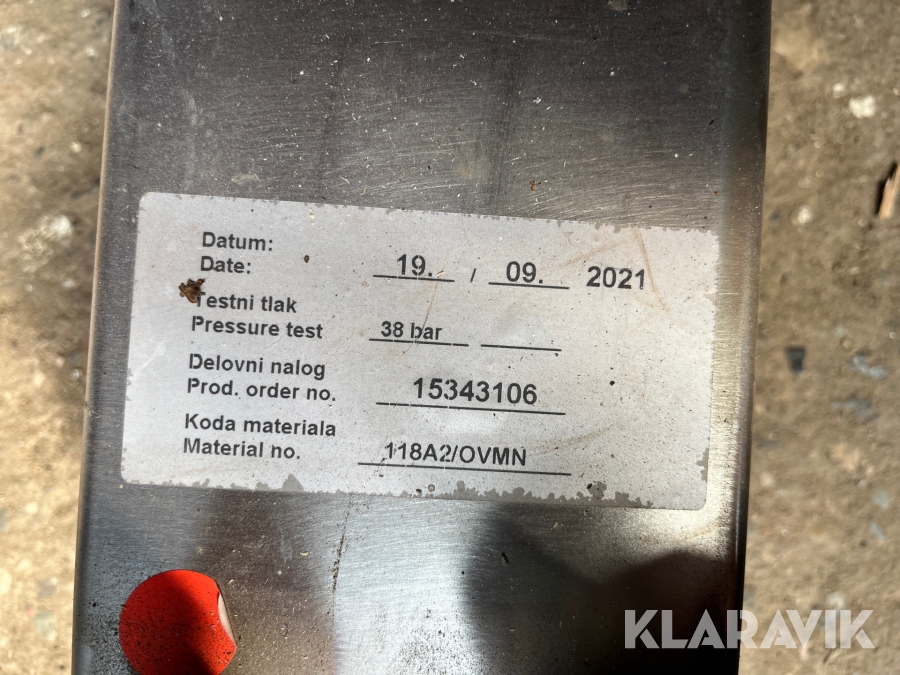 Datum:
Date: 19. / 09. 2021
Testni tlak
Pressure test 38 bar
Delovni nalog
Prod. order no. 15343106
Koda materiala
Material no. 118A2/OVMN
KLARAVIK